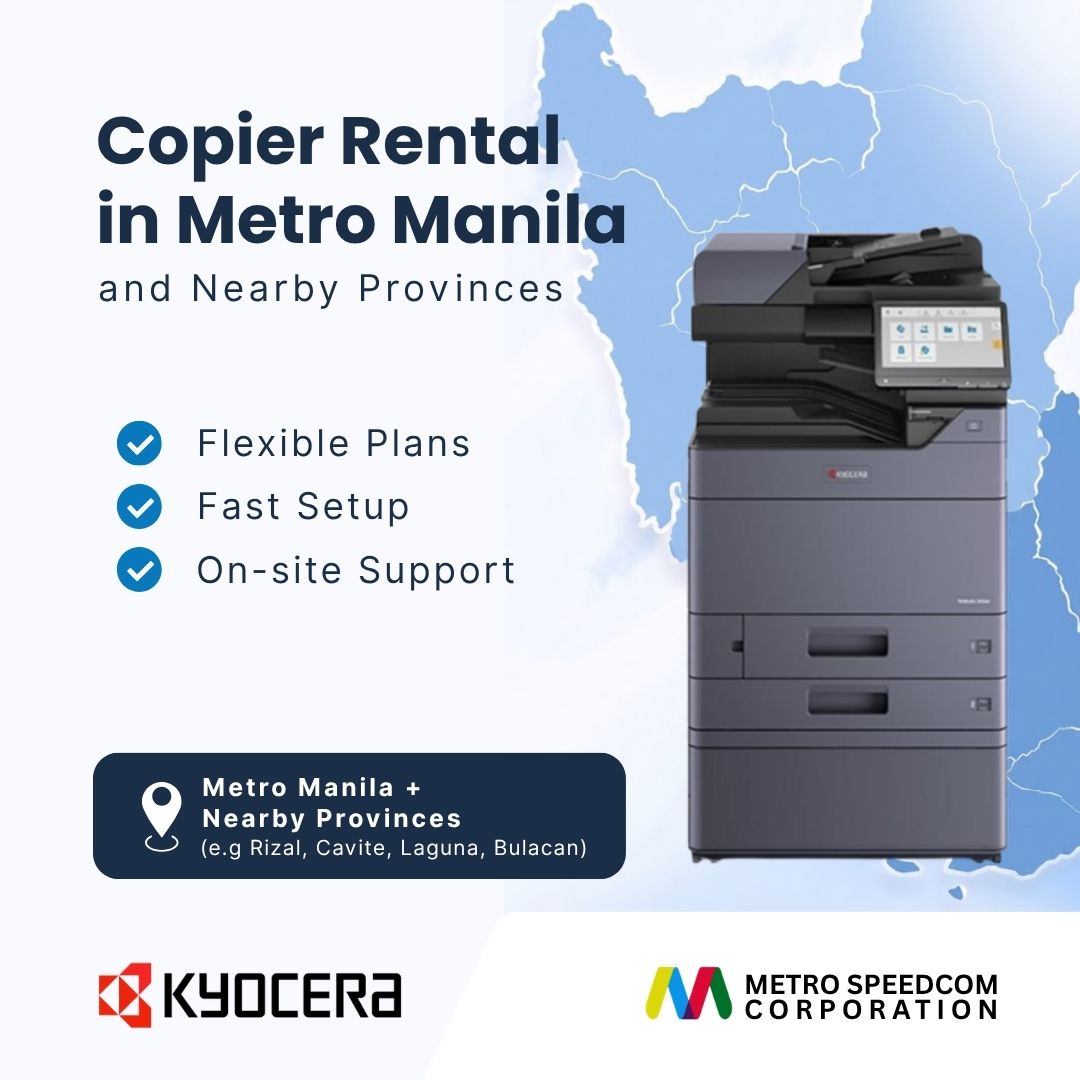 Copier Rental
in Metro Manila
and Nearby Provinces
Flexible Plans
Fast Setup
On-site Support
KYOCERA
Metro Manila +
Nearby Provinces
(e.g Rizal, Cavite, Laguna, Bulacan)
KYOCERA
METRO SPEEDCOM
CORPORATION